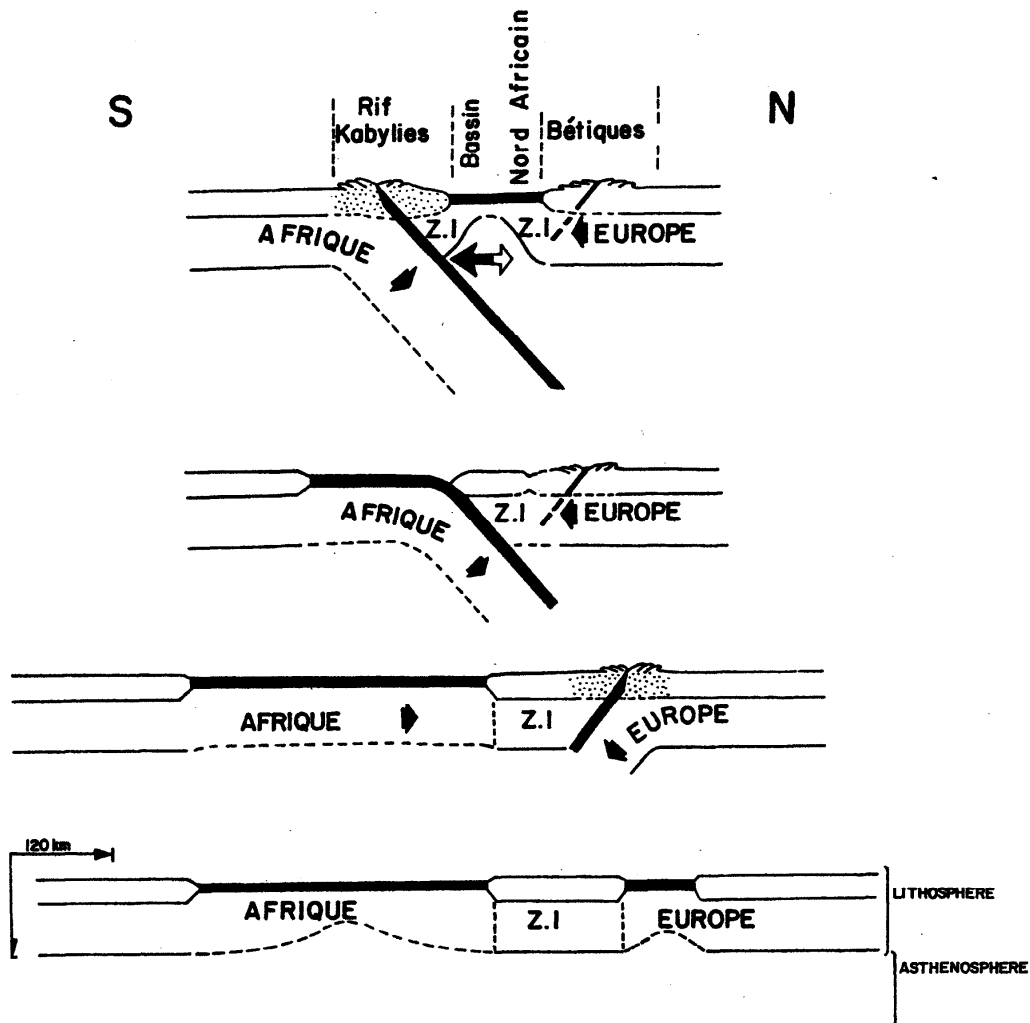 S
N
Rif
Kabylies
Bassin
Nord Africain
Bétiques
AFRIQUE
Z.I
Z.I
EUROPE
AFRIQUE
Z.I
EUROPE
AFRIQUE
Z.I
EUROPE
120 km
AFRIQUE
Z.I
EUROPE
LITHOSPHERE
Z
ASTHENOSPHERE